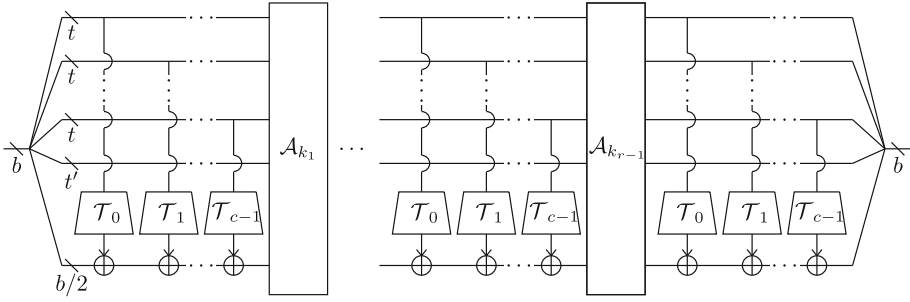 t
t
t
b
t′
𝒜k₁
···
𝒜kᵣ₋₁
b
𝒯₀ 𝒯₁ 𝒯c−1 𝒯₀ 𝒯₁ 𝒯c−1 𝒯₀ 𝒯₁ 𝒯c−1
b/2